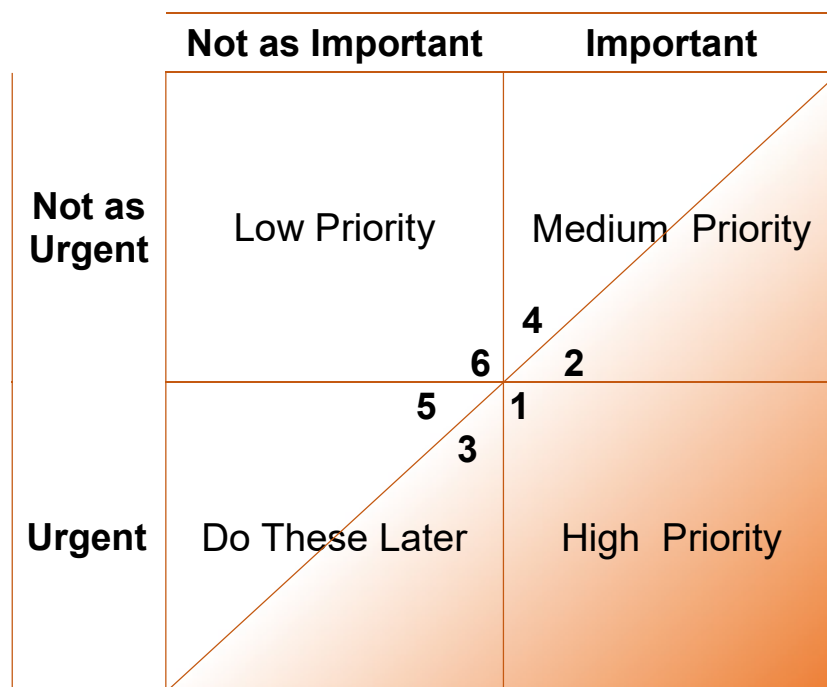 Not as Important Important
Not as
Urgent
Low Priority Medium Priority
4
6 2
5 1
3
Urgent Do These Later High Priority